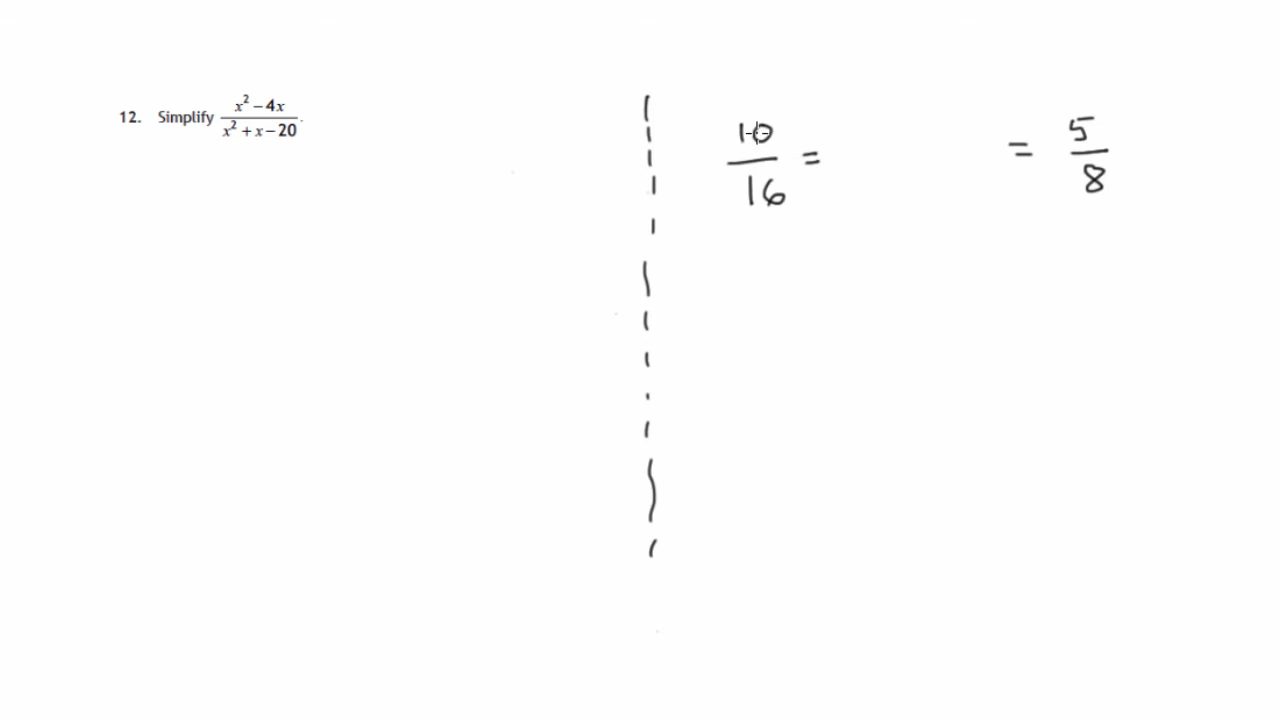 12. Simplify (x² − 4x)/(x² + x − 20).
10/16 = = 5/8